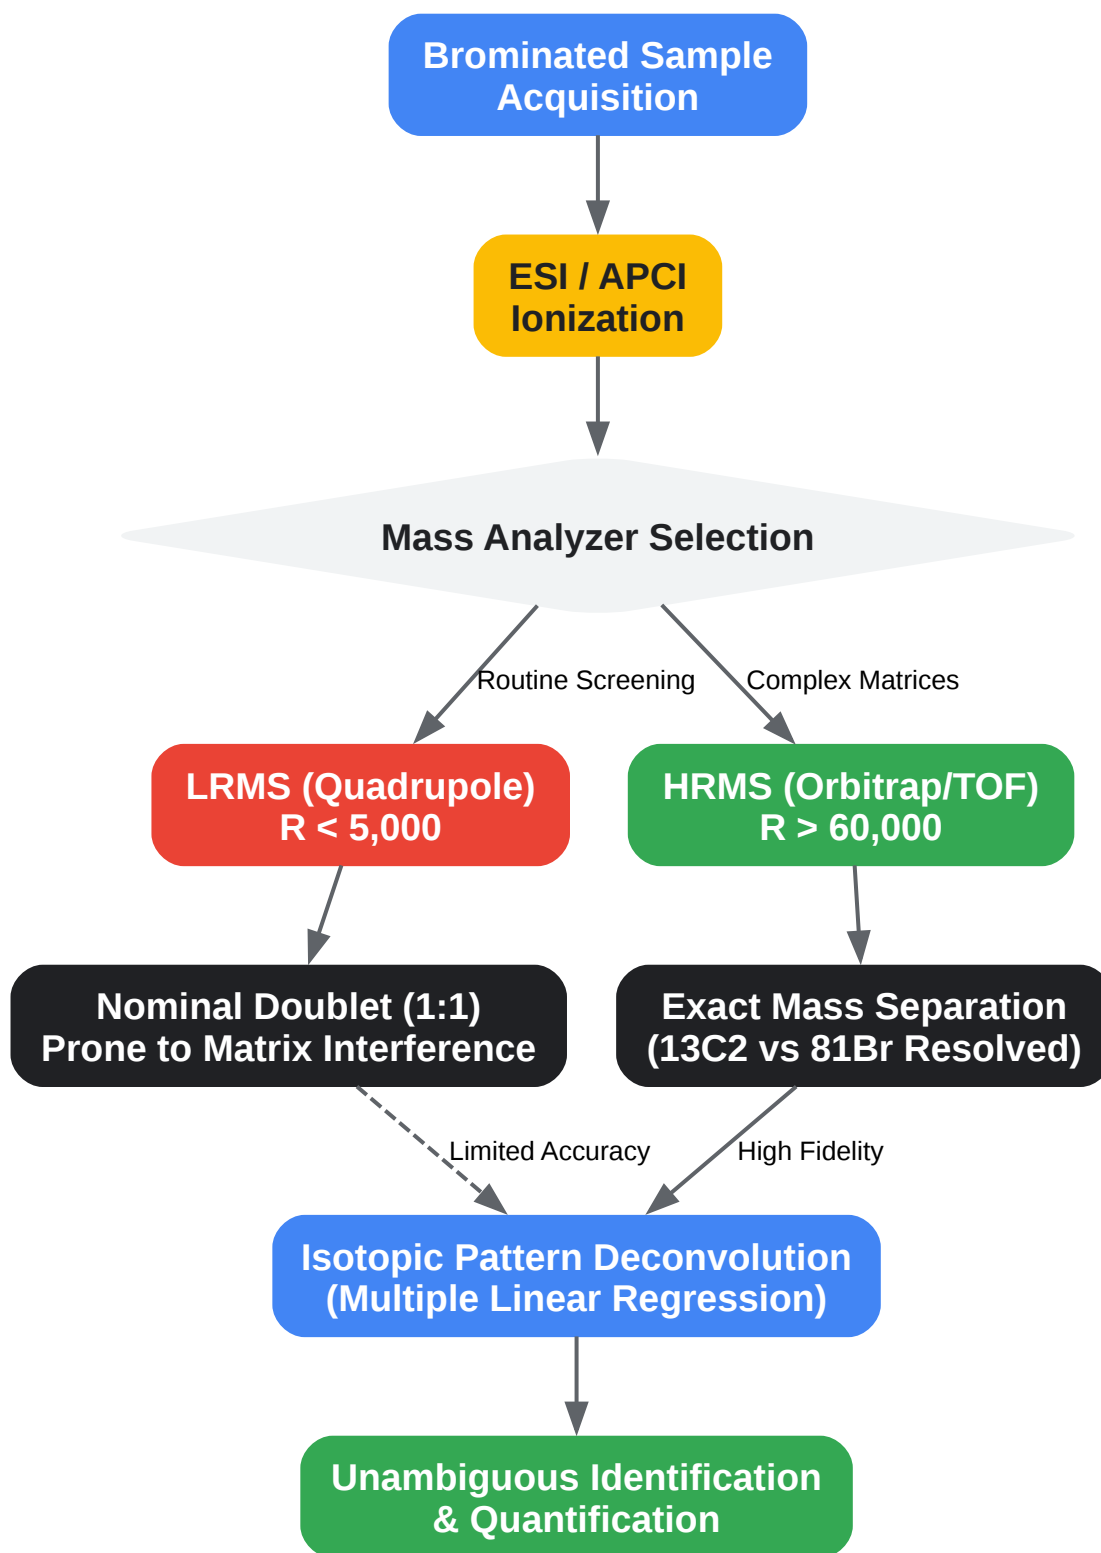 Brominated Sample
Acquisition
ESI / APCI
Ionization
Mass Analyzer Selection
Routine Screening
Complex Matrices
LRMS (Quadrupole)
R < 5,000
HRMS (Orbitrap/TOF)
R > 60,000
Nominal Doublet (1:1)
Prone to Matrix Interference
Exact Mass Separation
(13C2 vs 81Br Resolved)
Limited Accuracy
High Fidelity
Isotopic Pattern Deconvolution
(Multiple Linear Regression)
Unambiguous Identification
& Quantification